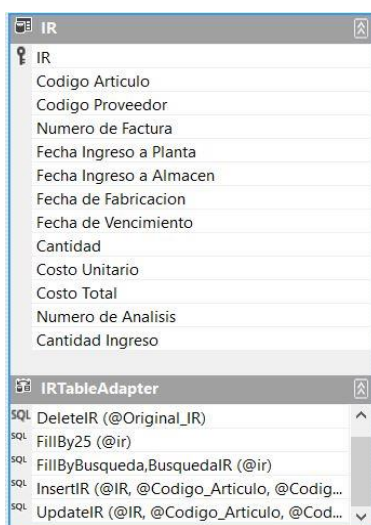 IR
IR
Codigo Articulo
Codigo Proveedor
Numero de Factura
Fecha Ingreso a Planta
Fecha Ingreso a Almacen
Fecha de Fabricacion
Fecha de Vencimiento
Cantidad
Costo Unitario
Costo Total
Numero de Analisis
Cantidad Ingreso
IRTableAdapter
SQL DeleteIR (@Original_IR)
SQL FillBy25 (@ir)
SQL FillByBusqueda,BusquedaIR (@ir)
SQL InsertIR (@IR, @Codigo_Articulo, @Codig...
SQL UpdateIR (@IR, @Codigo_Articulo, @Cod...